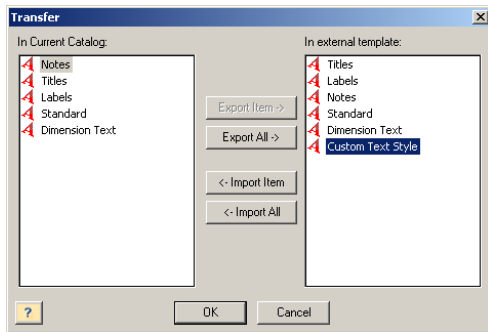 Transfer
In Current Catalog:
Notes
Titles
Labels
Standard
Dimension Text
Export Item ->
Export All ->
<- Import Item
<- Import All
In external template:
Titles
Labels
Notes
Standard
Dimension Text
Custom Text Style
?
OK
Cancel